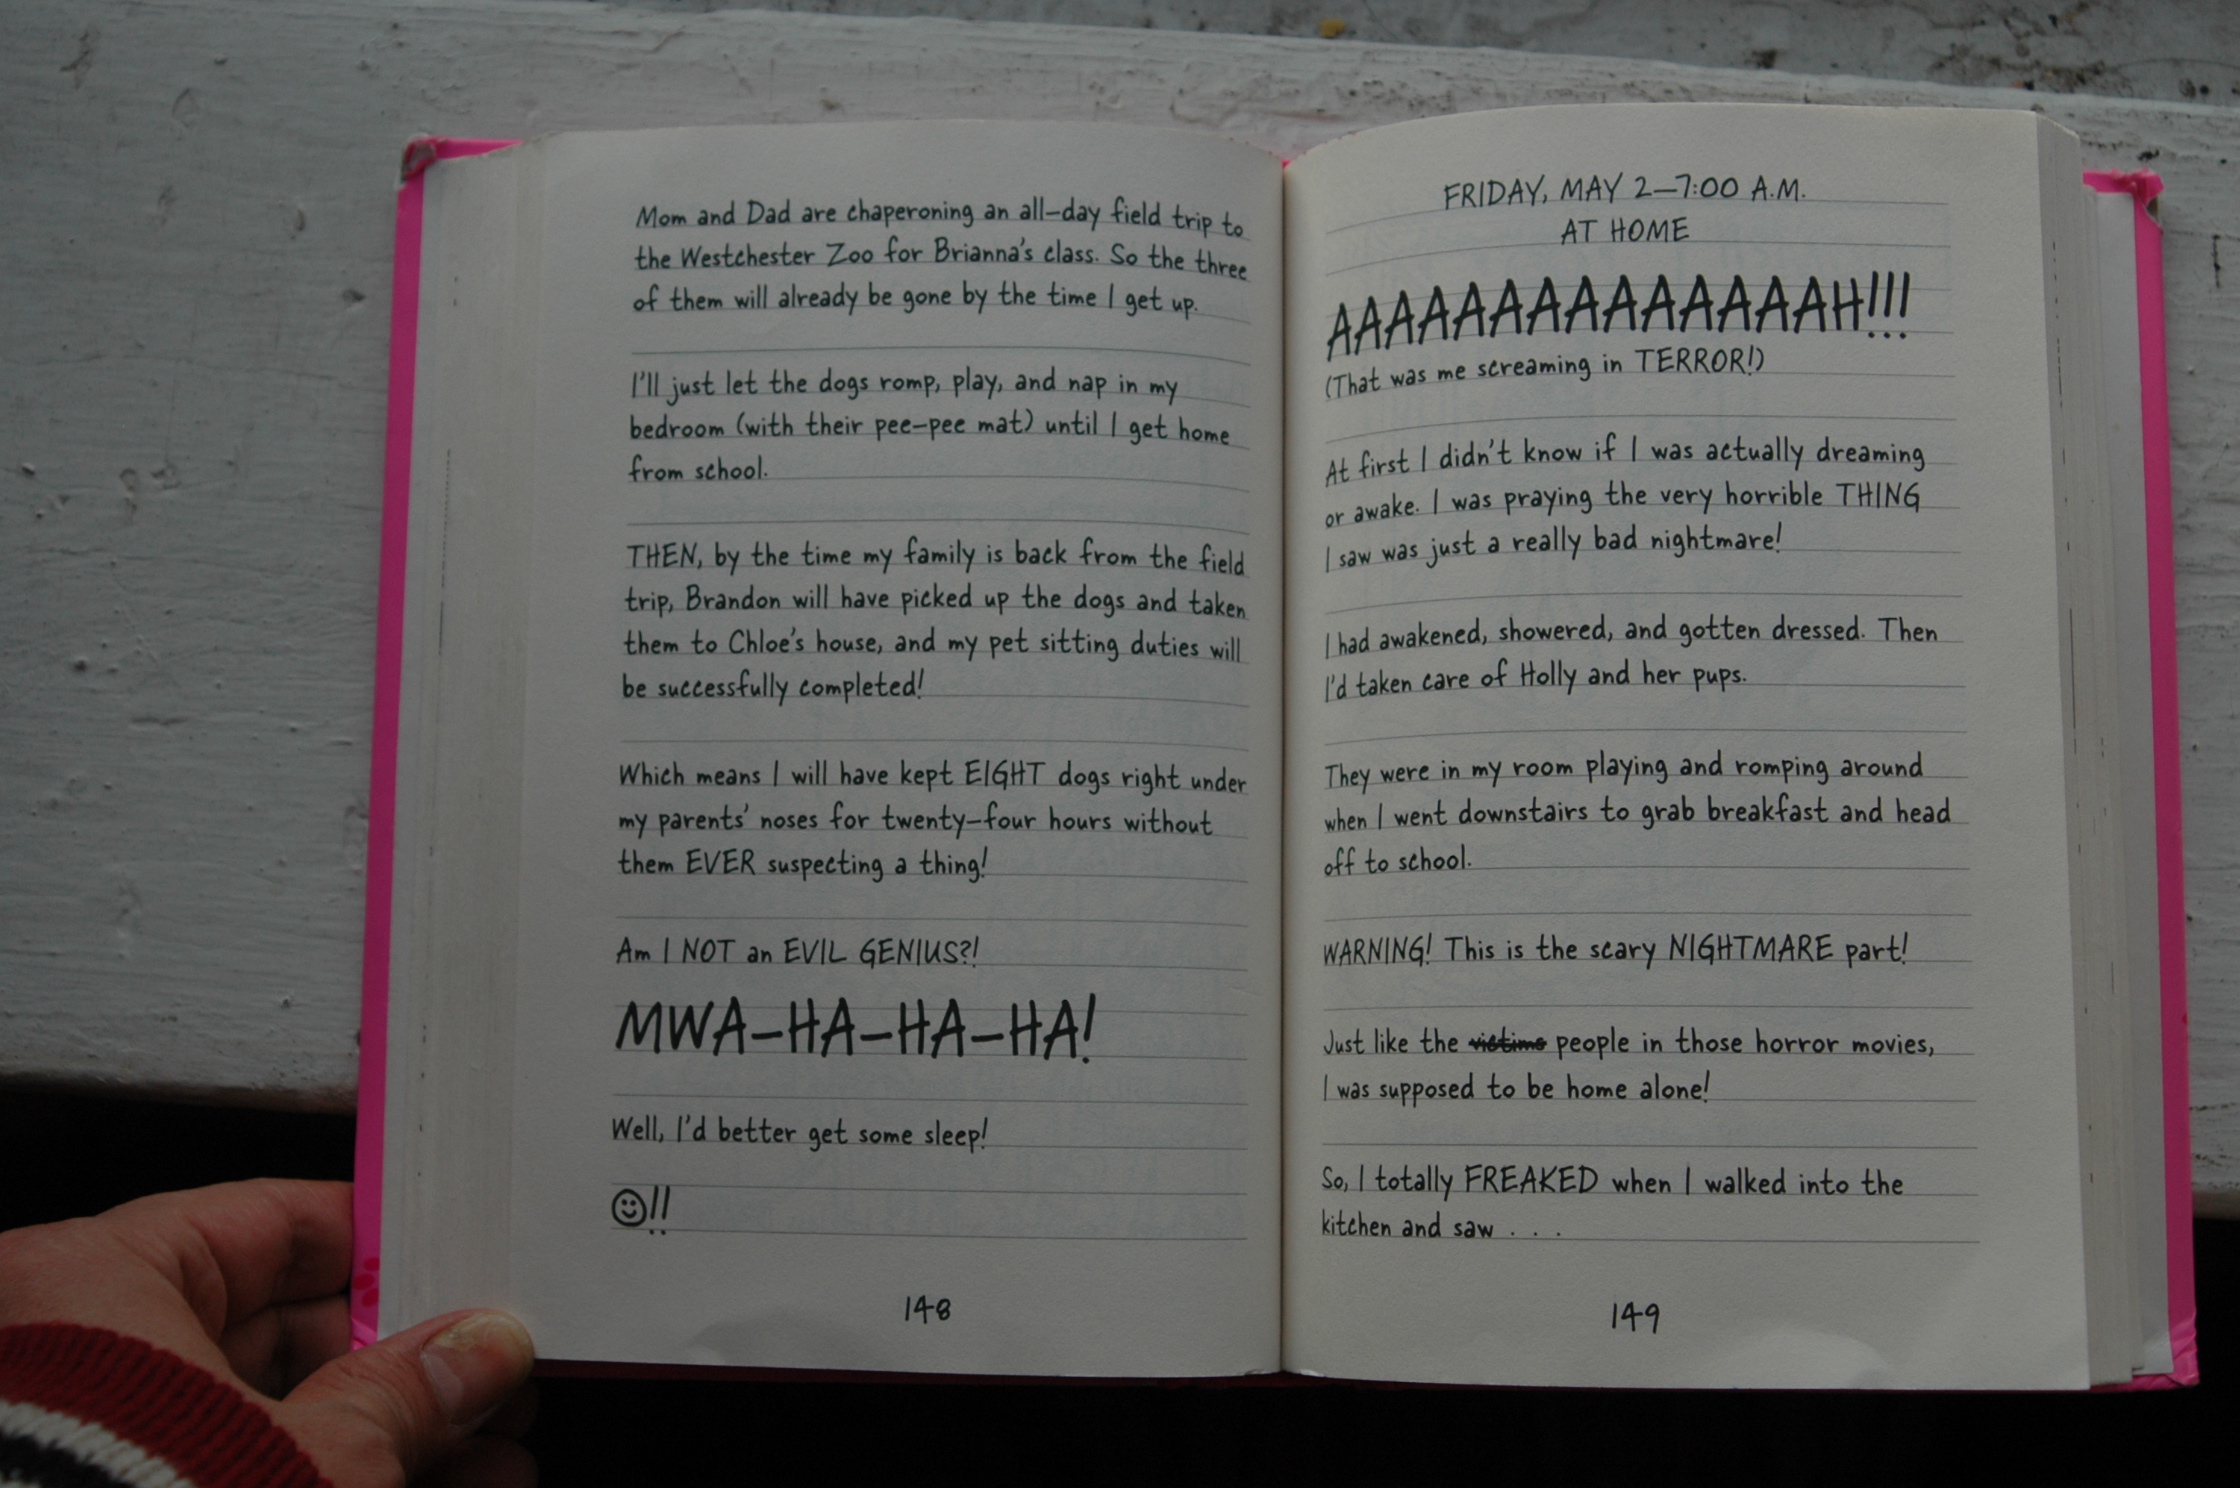 Mom and Dad are chaperoning an all-day field trip to
the Westchester Zoo for Brianna's class. So the three
of them will already be gone by the time I get up.
I'll just let the dogs romp, play, and nap in my
bedroom (with their pee-pee mat) until I get home
from school.
THEN, by the time my family is back from the field
trip, Brandon will have picked up the dogs and taken
them to Chloe's house, and my pet sitting duties will
be successfully completed!
Which means I will have kept EIGHT dogs right under
my parents' noses for twenty-four hours without
them EVER suspecting a thing!
Am I NOT an EVIL GENIUS?!
MWA-HA-HA-HA!
Well, I'd better get some sleep!
☺!!
148
FRIDAY, MAY 2—7:00 A.M.
AT HOME
AAAAAAAAAAAAAAH!!!
(That was me screaming in TERROR!)
At first I didn't know if I was actually dreaming
or awake. I was praying the very horrible THING
I saw was just a really bad nightmare!
I had awakened, showered, and gotten dressed. Then
I'd taken care of Holly and her pups.
They were in my room playing and romping around
when I went downstairs to grab breakfast and head
off to school.
WARNING! This is the scary NIGHTMARE part!
Just like the victims people in those horror movies,
I was supposed to be home alone!
So, I totally FREAKED when I walked into the
kitchen and saw . . .
149